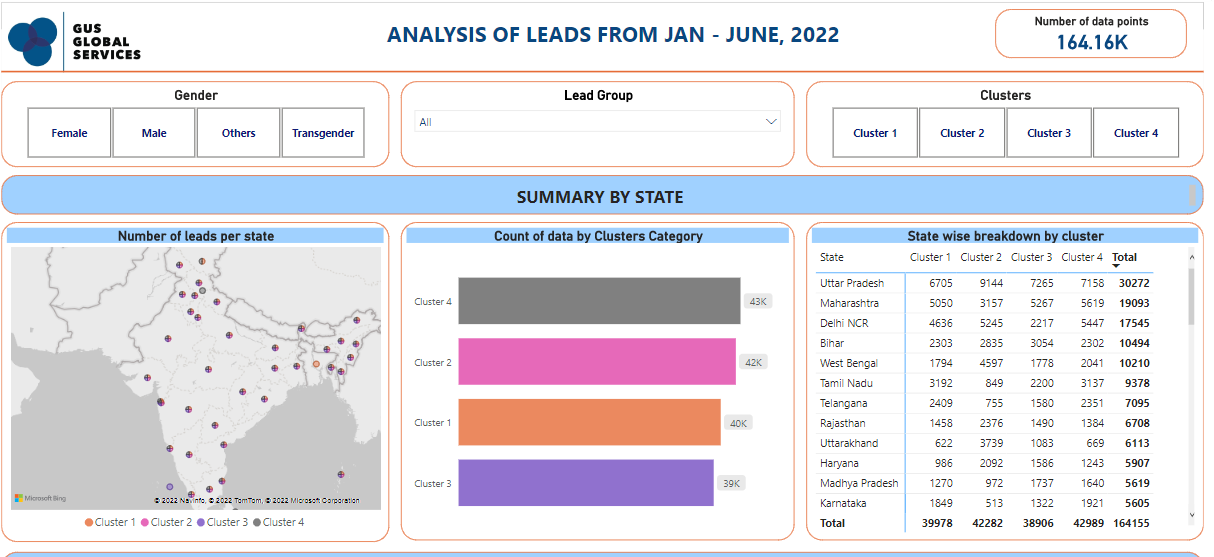 GUS
GLOBAL
SERVICES
ANALYSIS OF LEADS FROM JAN - JUNE, 2022
Number of data points
164.16K
Gender
Female Male Others Transgender
Lead Group
All
Clusters
Cluster 1 Cluster 2 Cluster 3 Cluster 4
SUMMARY BY STATE
Number of leads per state
Microsoft Bing
© 2022 NavInfo, © 2022 TomTom, © 2022 Microsoft Corporation
Cluster 1 Cluster 2 Cluster 3 Cluster 4
Count of data by Clusters Category
Cluster 4 43K
Cluster 2 42K
Cluster 1 40K
Cluster 3 39K
State wise breakdown by cluster
State Cluster 1 Cluster 2 Cluster 3 Cluster 4 Total
Uttar Pradesh 6705 9144 7265 7158 30272
Maharashtra 5050 3157 5267 5619 19093
Delhi NCR 4636 5245 2217 5447 17545
Bihar 2303 2835 3054 2302 10494
West Bengal 1794 4597 1778 2041 10210
Tamil Nadu 3192 849 2200 3137 9378
Telangana 2409 755 1580 2351 7095
Rajasthan 1458 2376 1490 1384 6708
Uttarakhand 622 3739 1083 669 6113
Haryana 986 2092 1586 1243 5907
Madhya Pradesh 1270 972 1737 1640 5619
Karnataka 1849 513 1322 1921 5605
Total 39978 42282 38906 42989 164155